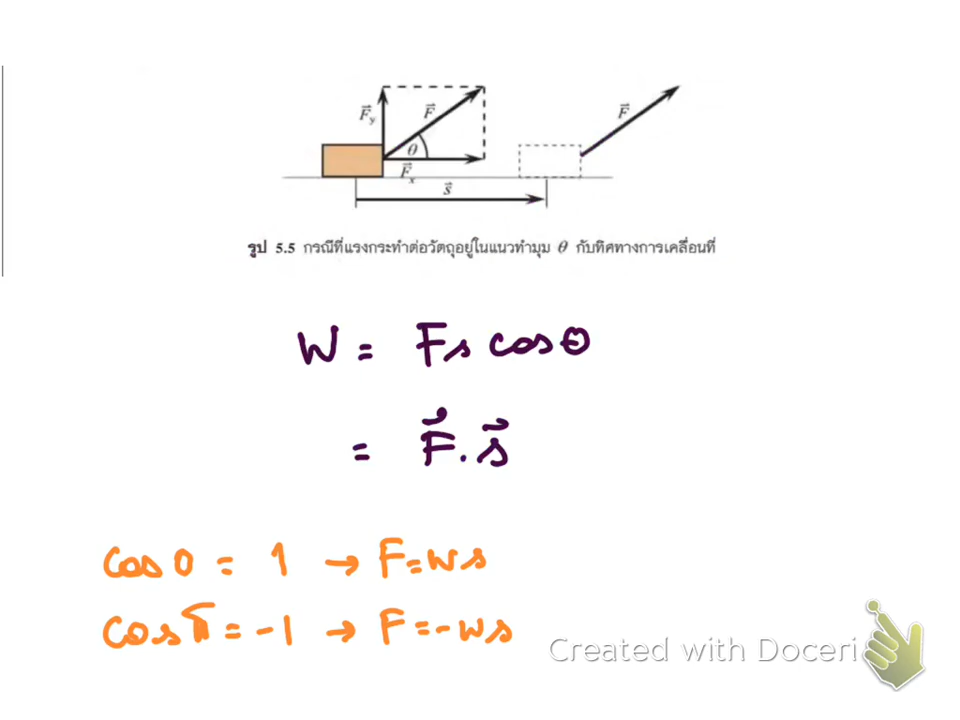 F⃗y F⃗ F⃗
θ
F⃗x
s⃗
รูป 5.5 กรณีที่แรงกระทำต่อวัตถุอยู่ในแนวทำมุม θ กับทิศทางการเคลื่อนที่
W = Fs cosθ
= F⃗.s⃗
cos 0 = 1 → F=Ws
cosπ = -1 → F=-Ws
Created with Doceri